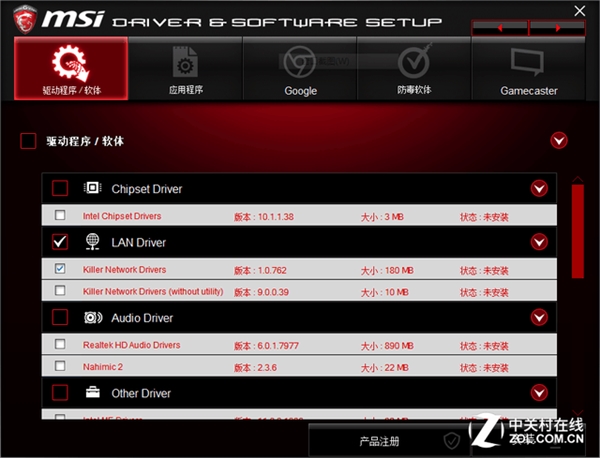 msi DRIVER & SOFTWARE SETUP
驱动程序 / 软体
应用程序
Google
防毒软体
Gamecaster
驱动程序 / 软体
Chipset Driver
Intel Chipset Drivers 版本 : 10.1.1.38 大小 : 3 MB 状态 : 未安装
LAN Driver
Killer Network Drivers 版本 : 1.0.762 大小 : 180 MB 状态 : 未安装
Killer Network Drivers (without utility) 版本 : 9.0.0.39 大小 : 10 MB 状态 : 未安装
Audio Driver
Realtek HD Audio Drivers 版本 : 6.0.1.7977 大小 : 890 MB 状态 : 未安装
Nahimic 2 版本 : 2.3.6 大小 : 22 MB 状态 : 未安装
Other Driver
Intel ME Drivers
产品注册
中关村在线
ZOL.COM.CN